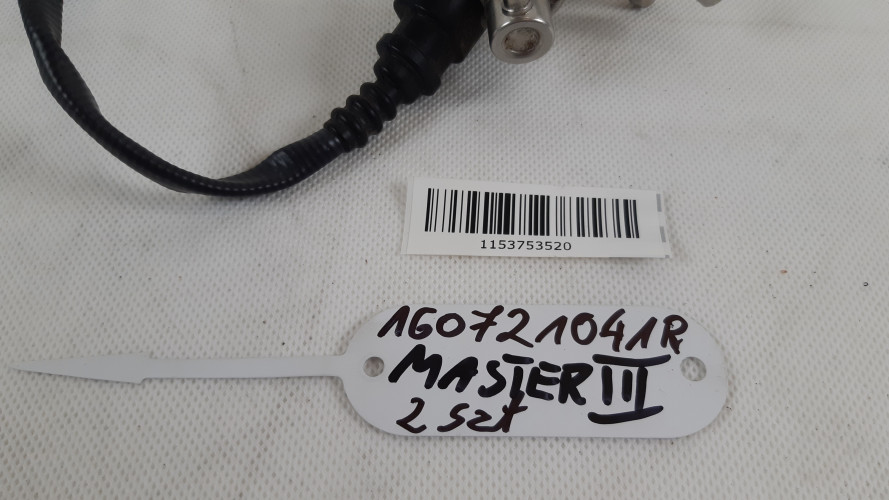 1153753520
160721041R
MASTER III
2 szt